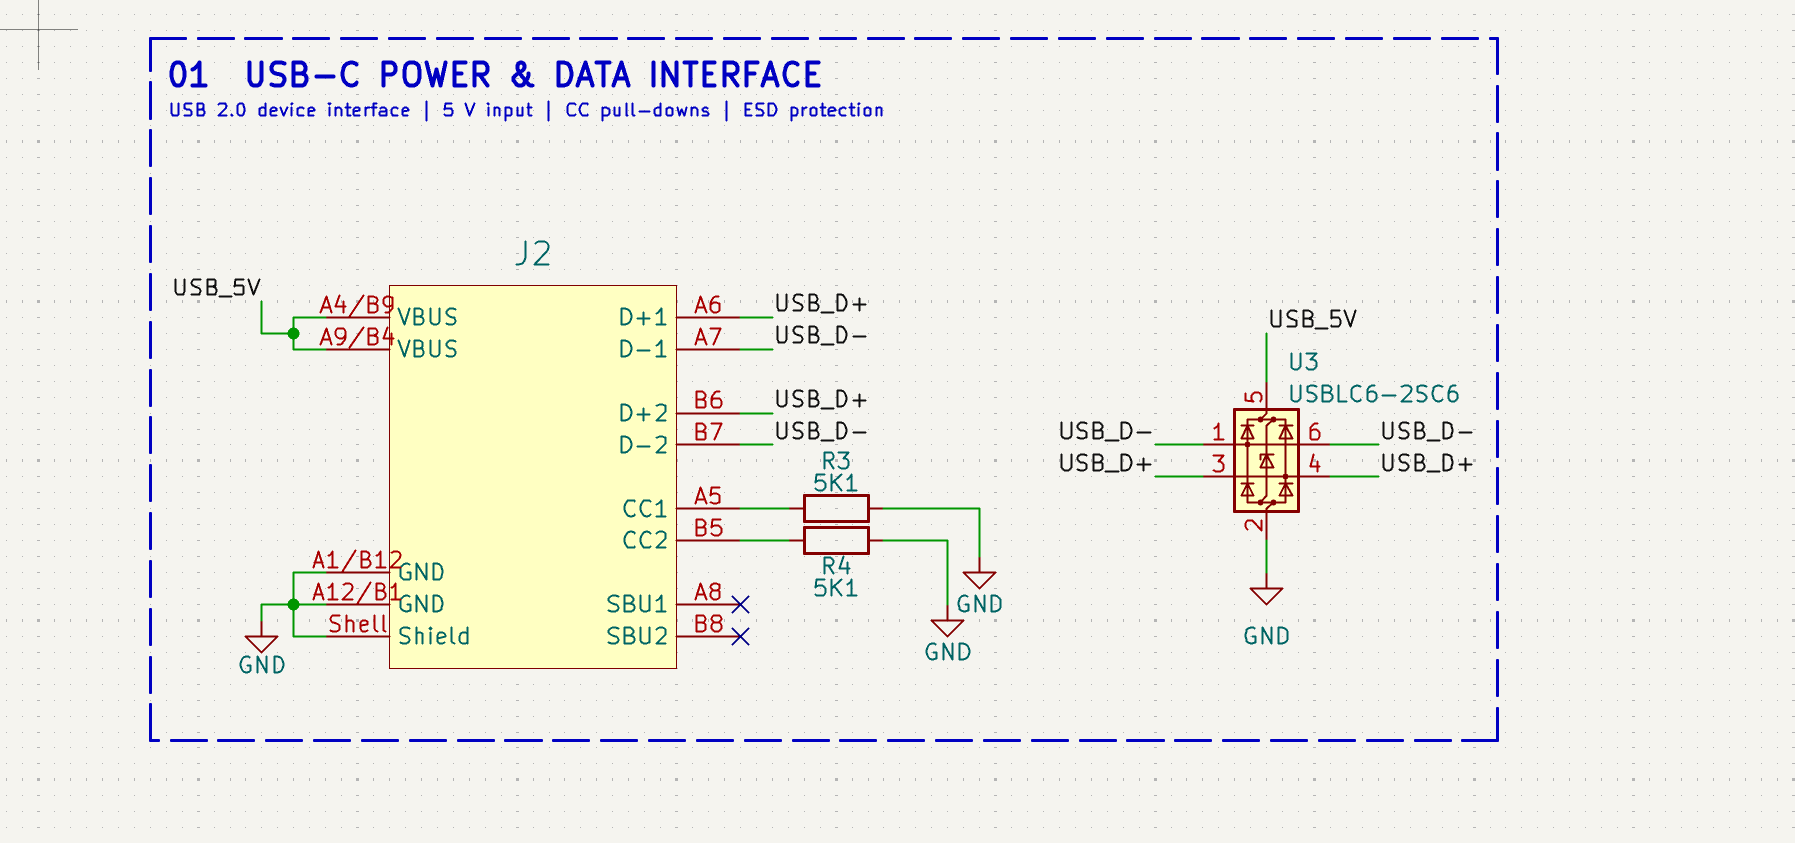 01 USB-C POWER & DATA INTERFACE
USB 2.0 device interface | 5 V input | CC pull-downs | ESD protection
J2
USB_5V
A4/B9
VBUS
A9/B4
VBUS
A1/B12
GND
A12/B1
GND
Shell
Shield
GND
D+1
A6
USB_D+
D-1
A7
USB_D-
D+2
B6
USB_D+
D-2
B7
USB_D-
R3
5K1
CC1
A5
CC2
B5
R4
5K1
SBU1
A8
SBU2
B8
GND
GND
USB_5V
U3
USBLC6-2SC6
5
USB_D-
1
6
USB_D-
USB_D+
3
4
USB_D+
2
GND